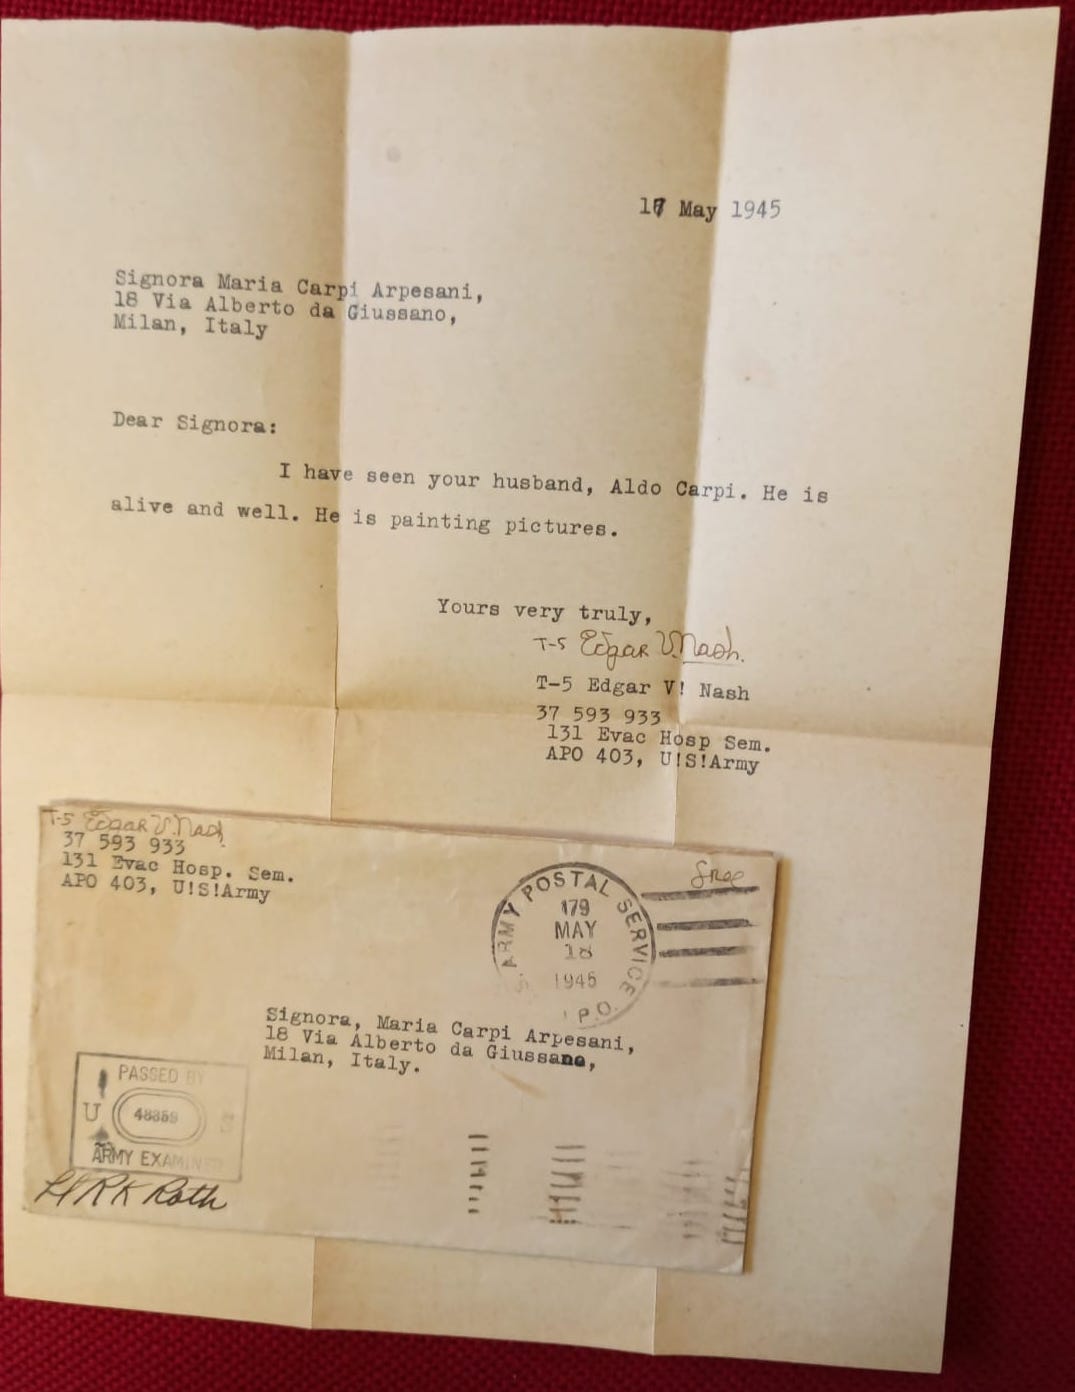 17 May 1945
Signora Maria Carpi Arpesani,
18 Via Alberto da Giussano,
Milan, Italy
Dear Signora:
I have seen your husband, Aldo Carpi. He is
alive and well. He is painting pictures.
Yours very truly,
T-5 Edgar V. Nash.
T-5 Edgar V! Nash
37 593 933
131 Evac Hosp Sem.
APO 403, U!S!Army
T-5 Edgar V. Nash
37 593 933
131 Evac Hosp. Sem.
APO 403, U!S!Army
Free
ARMY POSTAL SERVICE
179
MAY
18
1945
P.O.
Signora, Maria Carpi Arpesani,
18 Via Alberto da Giussano,
Milan, Italy.
PASSED BY
U
ARMY EXAMINER
Roth